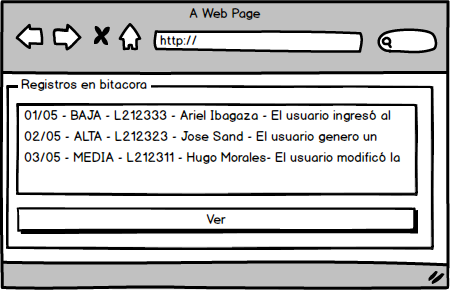 A Web Page
http://
Registros en bitacora
01/05 - BAJA - L212333 - Ariel Ibagaza - El usuario ingresó al
02/05 - ALTA - L212323 - Jose Sand - El usuario genero un
03/05 - MEDIA - L212311 - Hugo Morales- El usuario modificó la
Ver